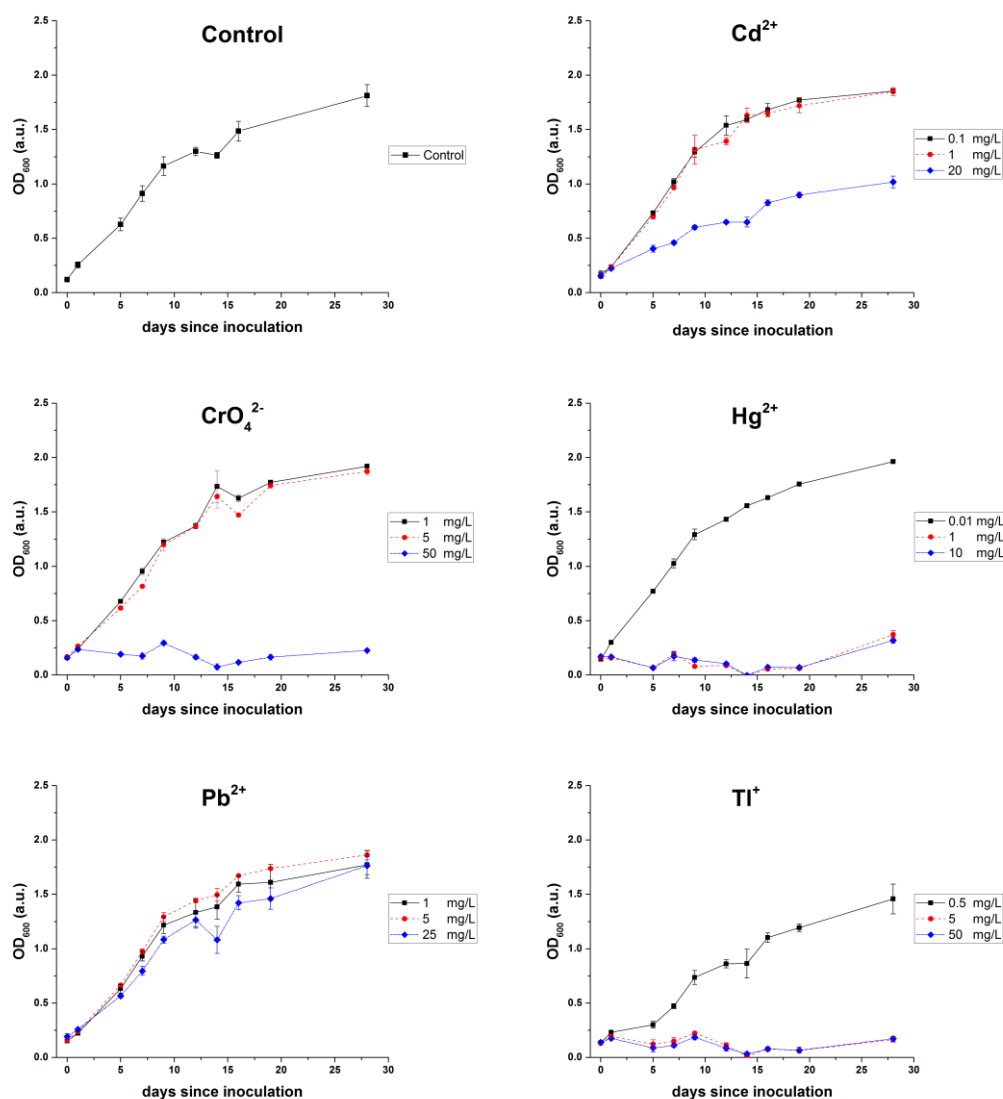 Control
2.5
2.0
1.5
1.0
0.5
0.0
OD₆₀₀ (a.u.)
0 5 10 15 20 25 30
days since inoculation
Control
Cd²⁺
2.5
2.0
1.5
1.0
0.5
0.0
OD₆₀₀ (a.u.)
0 5 10 15 20 25 30
days since inoculation
0.1 mg/L
1 mg/L
20 mg/L
CrO₄²⁻
2.5
2.0
1.5
1.0
0.5
0.0
OD₆₀₀ (a.u.)
0 5 10 15 20 25 30
days since inoculation
1 mg/L
5 mg/L
50 mg/L
Hg²⁺
2.5
2.0
1.5
1.0
0.5
0.0
OD₆₀₀ (a.u.)
0 5 10 15 20 25 30
days since inoculation
0.01 mg/L
1 mg/L
10 mg/L
Pb²⁺
2.5
2.0
1.5
1.0
0.5
0.0
OD₆₀₀ (a.u.)
0 5 10 15 20 25 30
days since inoculation
1 mg/L
5 mg/L
25 mg/L
Tl⁺
2.5
2.0
1.5
1.0
0.5
0.0
OD₆₀₀ (a.u.)
0 5 10 15 20 25 30
days since inoculation
0.5 mg/L
5 mg/L
50 mg/L